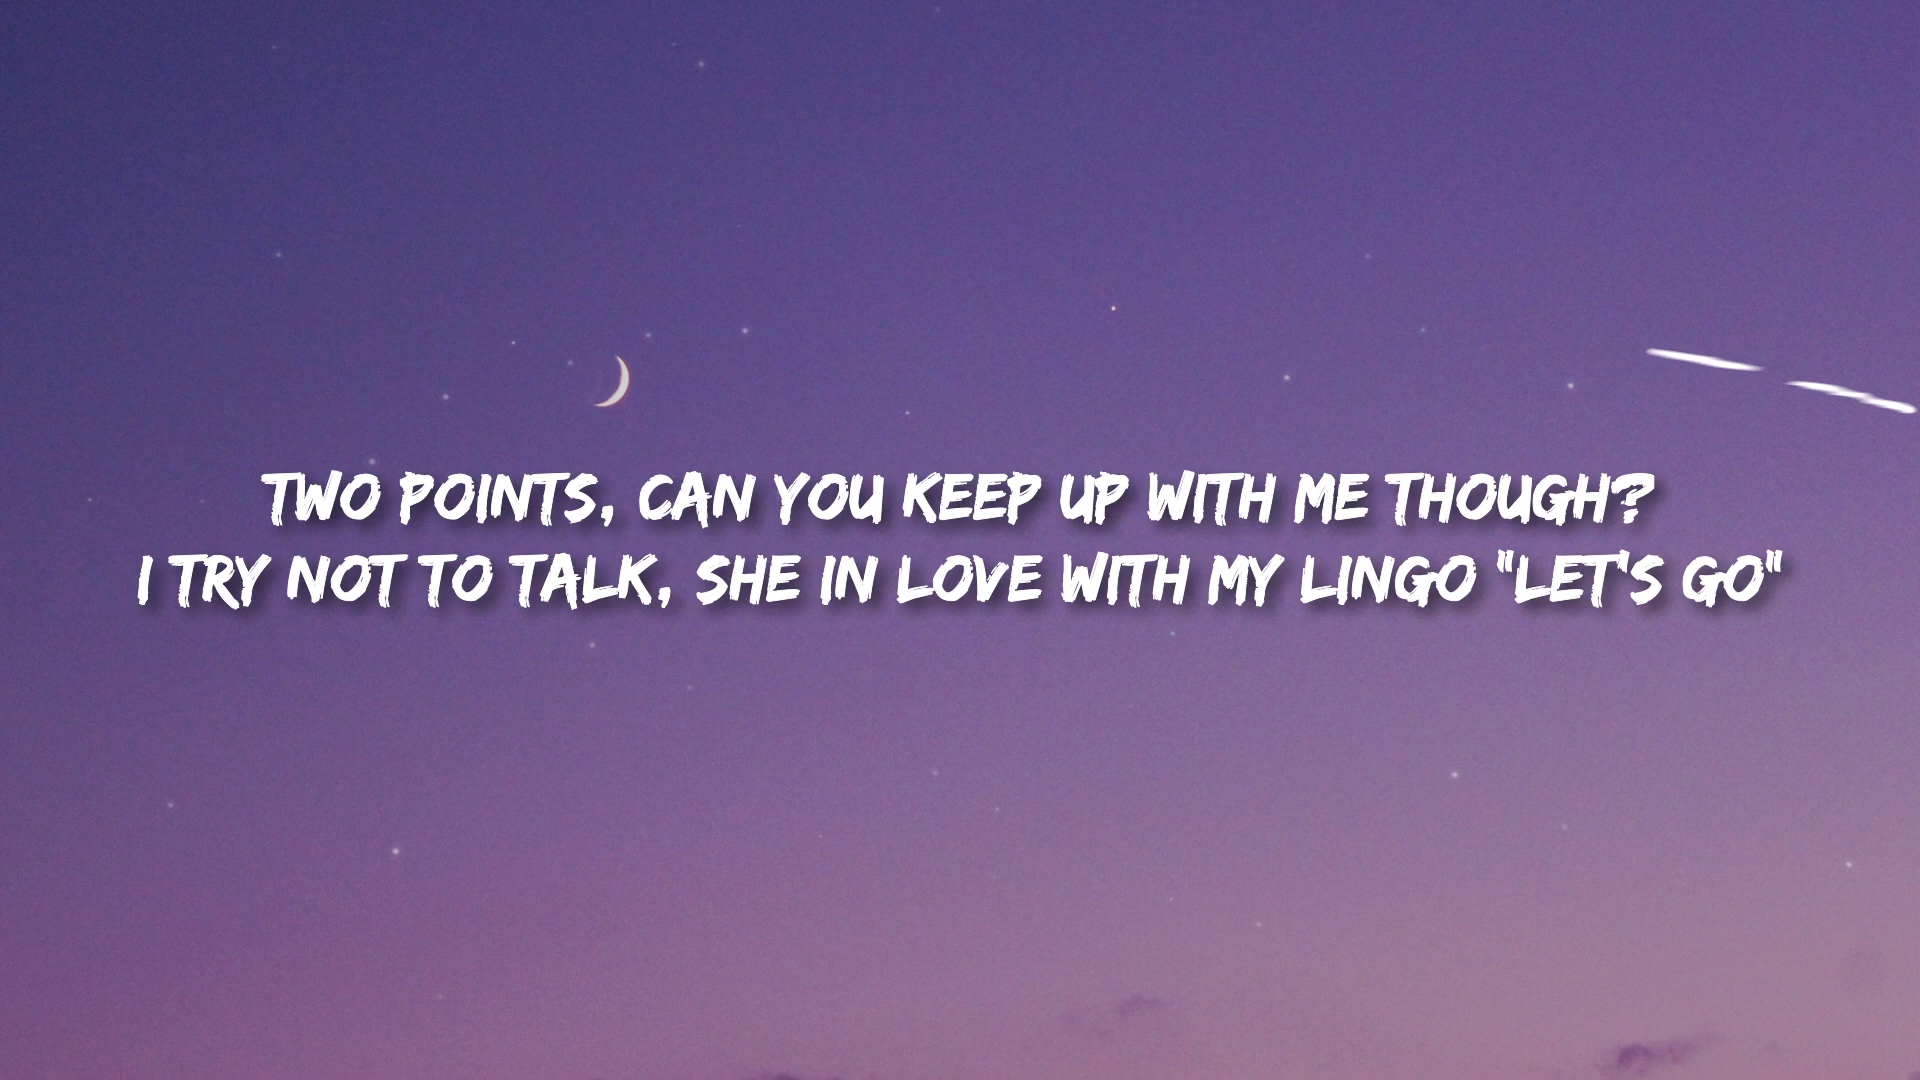 TWO POINTS, CAN YOU KEEP UP WITH ME THOUGH?
I TRY NOT TO TALK, SHE IN LOVE WITH MY LINGO "LET'S GO"